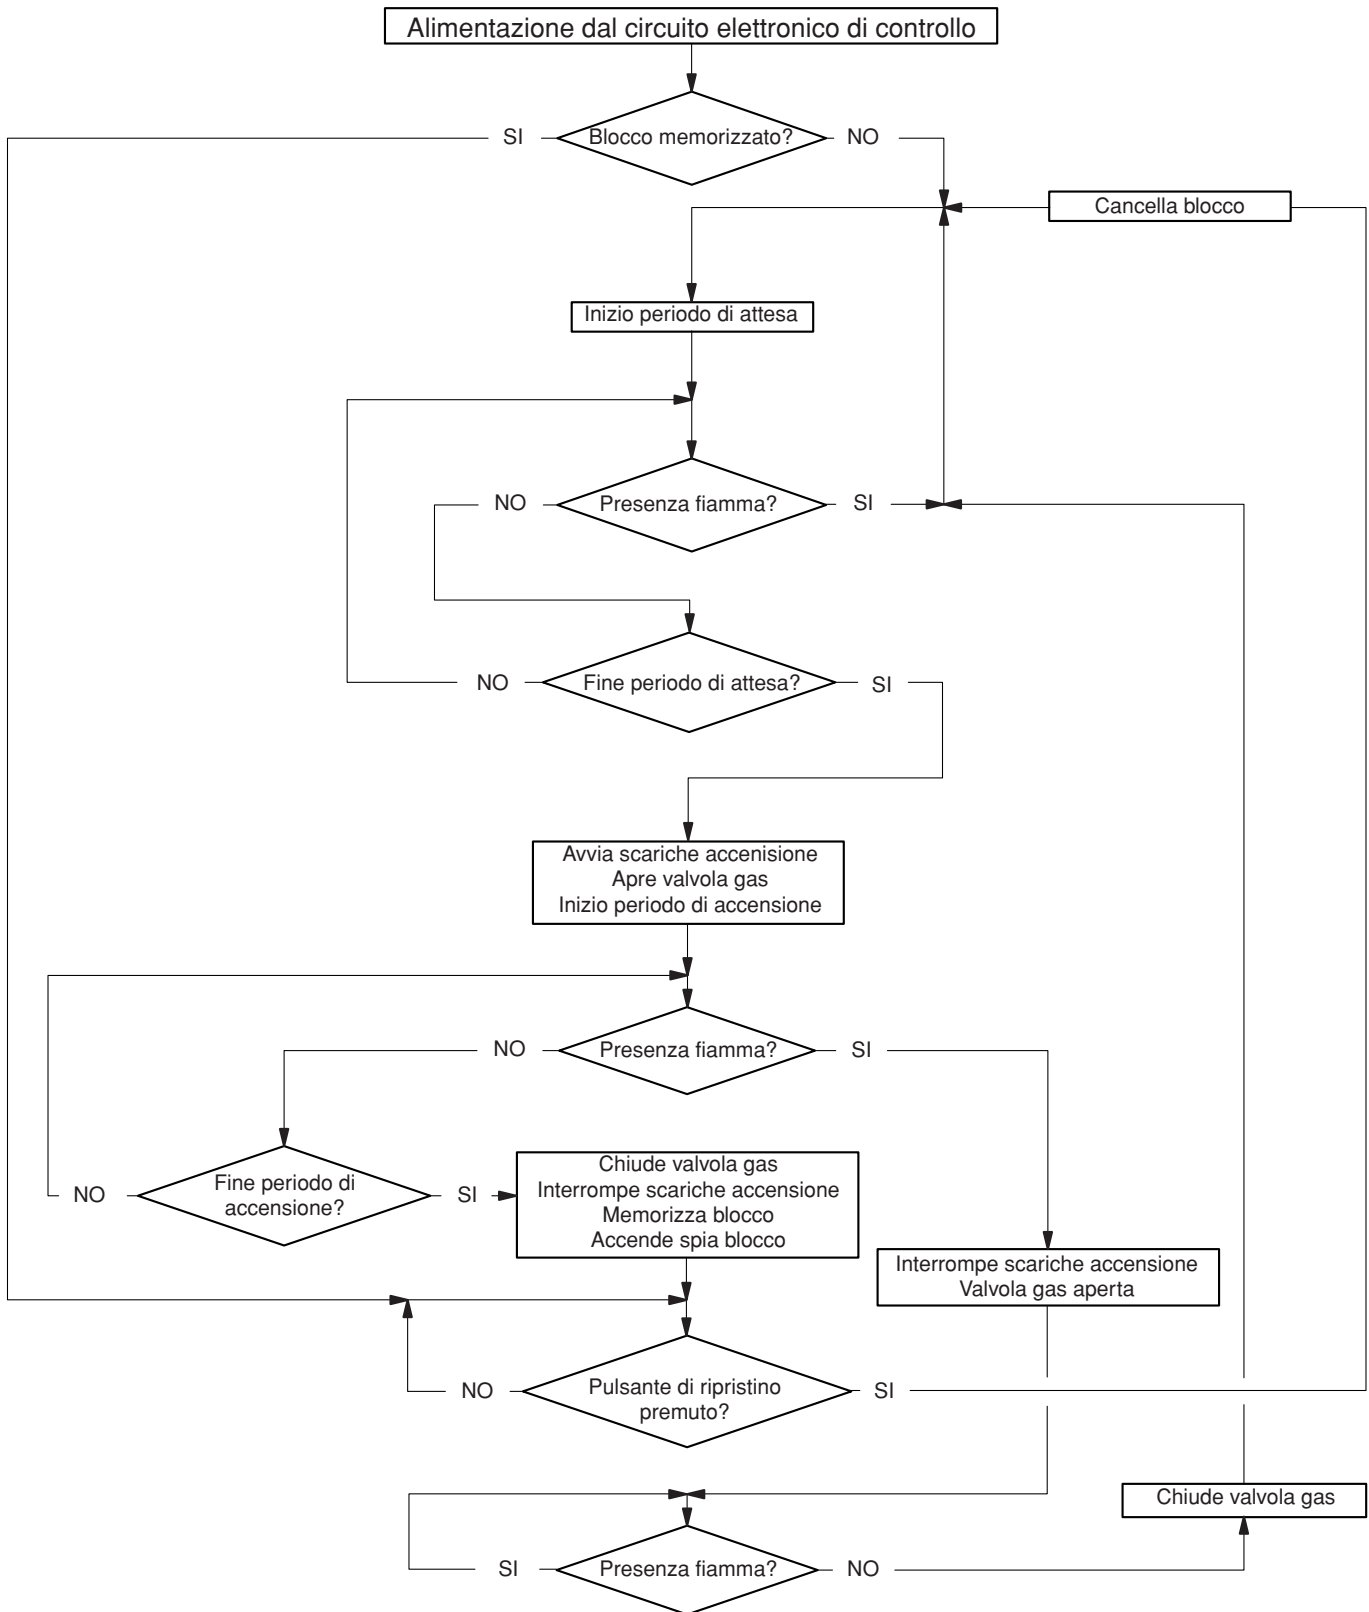 Alimentazione dal circuito elettronico di controllo
SI
Blocco memorizzato?
NO
Cancella blocco
Inizio periodo di attesa
NO
Presenza fiamma?
SI
NO
Fine periodo di attesa?
SI
Avvia scariche accenisione
Apre valvola gas
Inizio periodo di accensione
NO
Presenza fiamma?
SI
NO
Fine periodo di
accensione?
SI
Chiude valvola gas
Interrompe scariche accensione
Memorizza blocco
Accende spia blocco
Interrompe scariche accensione
Valvola gas aperta
NO
Pulsante di ripristino
premuto?
SI
Chiude valvola gas
SI
Presenza fiamma?
NO